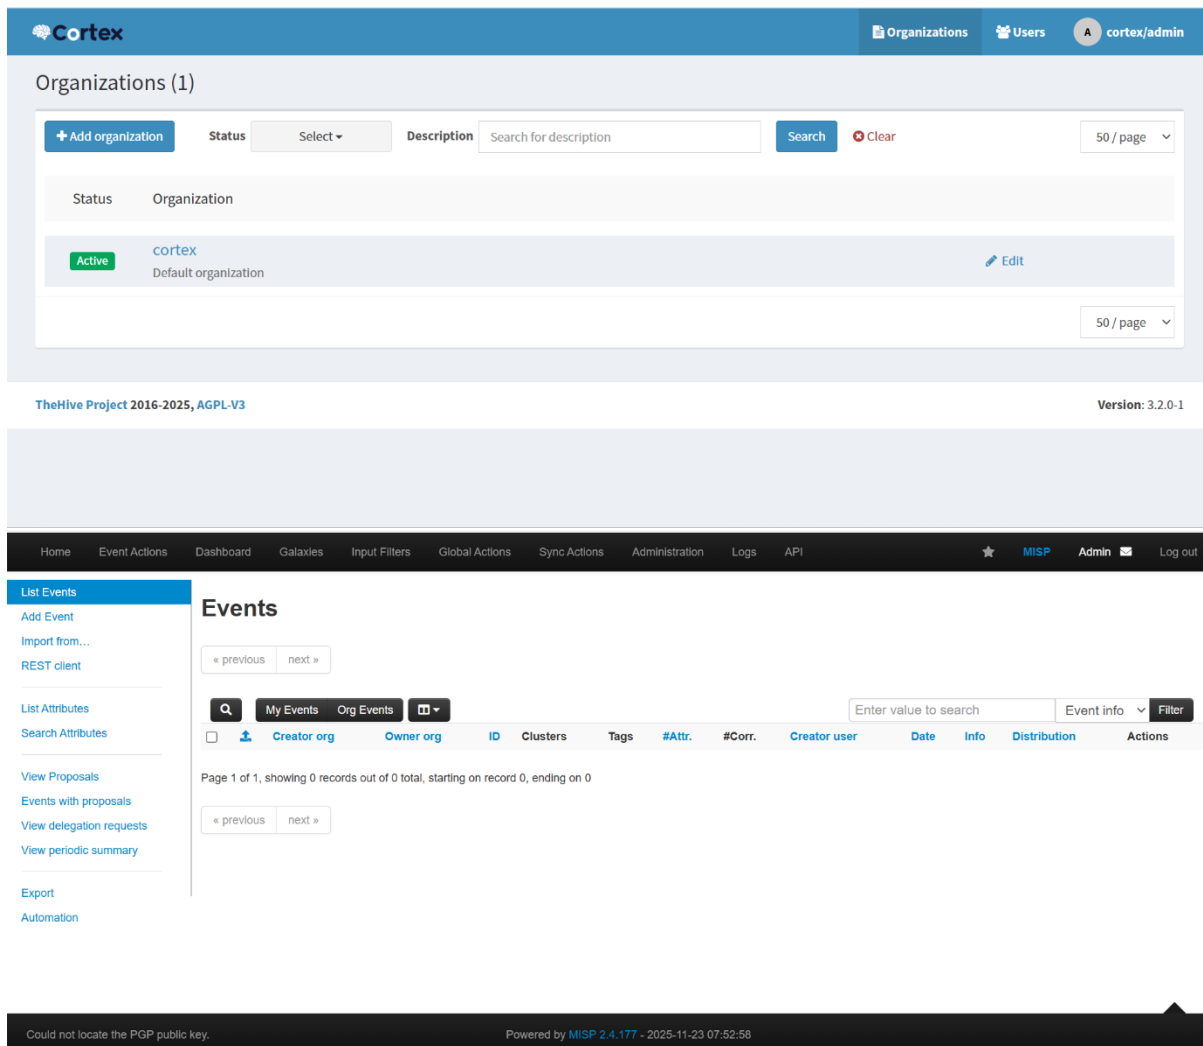 Cortex Organizations Users A cortex/admin
Organizations (1)
Add organization Status Select Description Search for description Search Clear 50 / page
Status Organization
Active cortex Edit
Default organization
50 / page
TheHive Project 2016-2025, AGPL-V3 Version: 3.2.0-1
Home Event Actions Dashboard Galaxies Input Filters Global Actions Sync Actions Administration Logs API MISP Admin Log out
List Events
Add Event
Import from…
REST client
List Attributes
Search Attributes
View Proposals
Events with proposals
View delegation requests
View periodic summary
Export
Automation
Events
« previous next »
My Events Org Events Enter value to search Event info Filter
Creator org Owner org ID Clusters Tags #Attr. #Corr. Creator user Date Info Distribution Actions
Page 1 of 1, showing 0 records out of 0 total, starting on record 0, ending on 0
« previous next »
Could not locate the PGP public key. Powered by MISP 2.4.177 - 2025-11-23 07:52:58